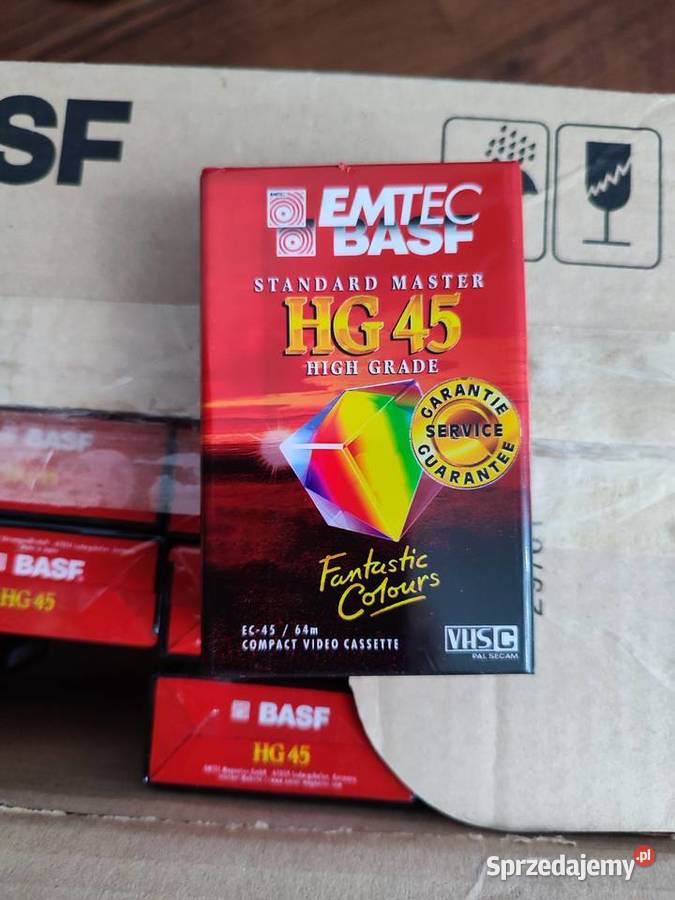 SF
EMTEC
BASF
STANDARD MASTER
HG 45
HIGH GRADE
GARANTIE
SERVICE
GUARANTEE
Fantastic
Colours
EC-45 / 64m
COMPACT VIDEO CASSETTE
VHS C
PAL SECAM
BASF
BASF
HG 45
BASF
HG 45
Sprzedajemy.pl